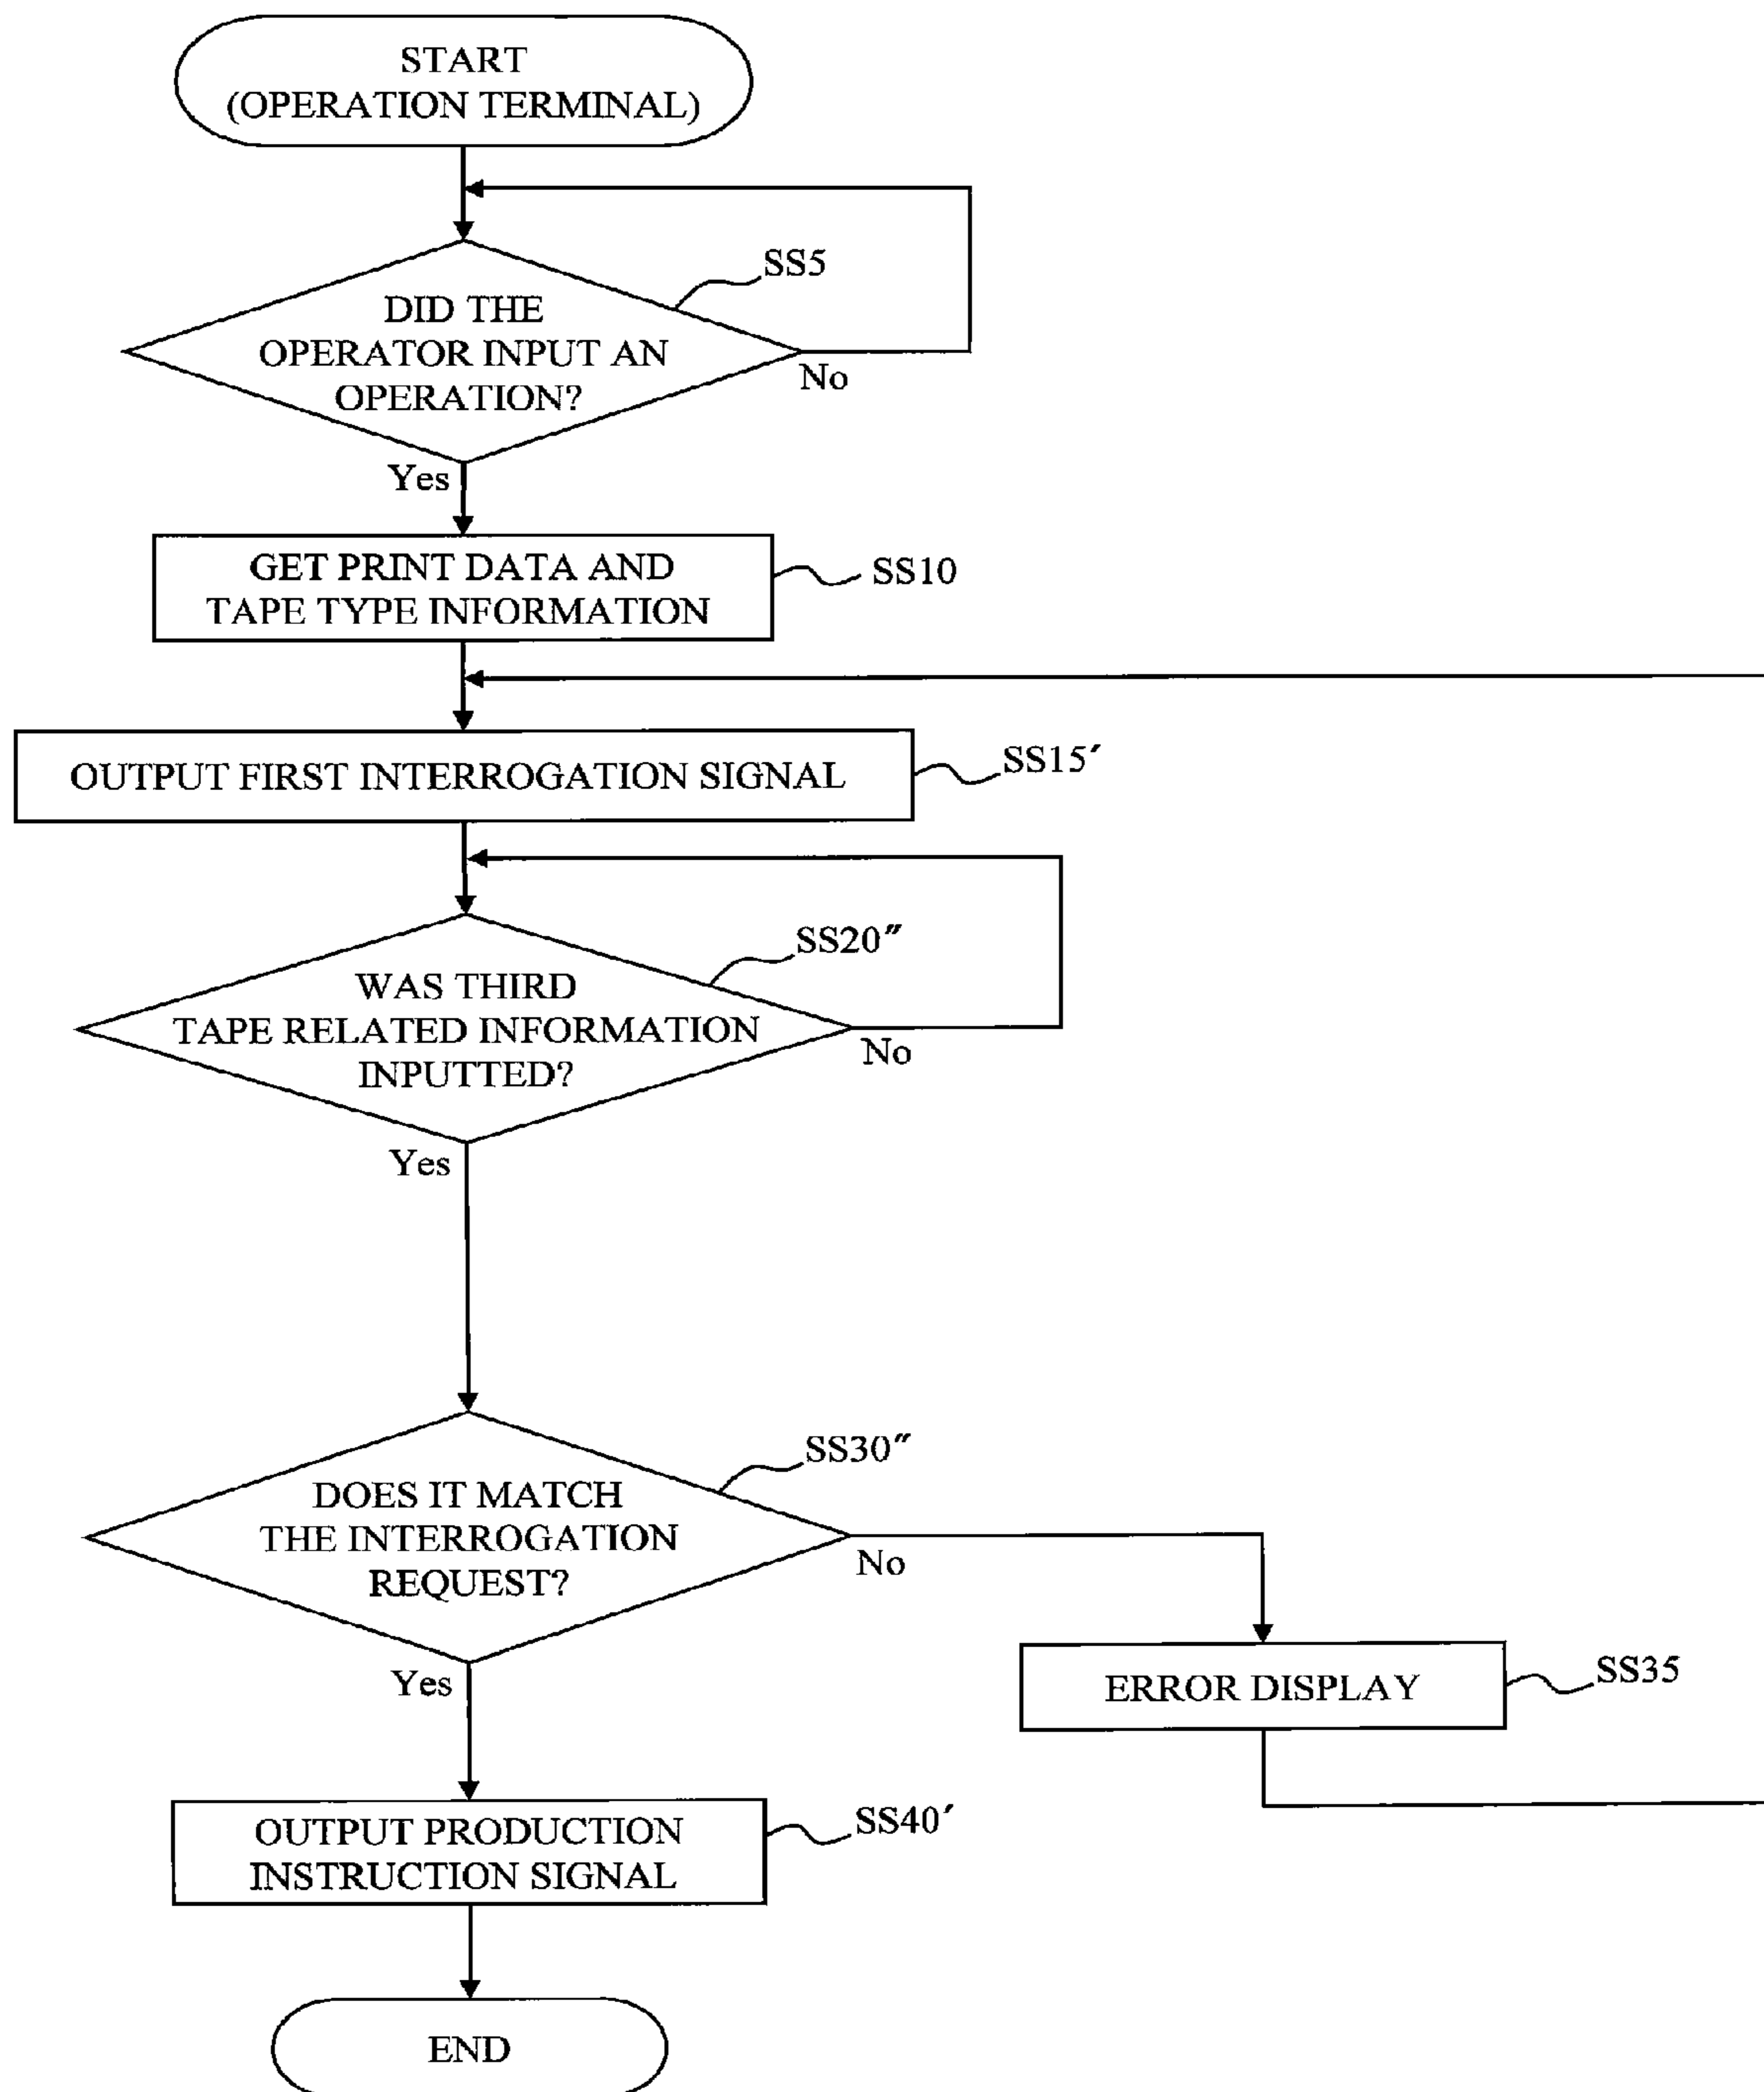 START
(OPERATION TERMINAL)
SS5
DID THE
OPERATOR INPUT AN
OPERATION?
No
Yes
GET PRINT DATA AND
TAPE TYPE INFORMATION
SS10
OUTPUT FIRST INTERROGATION SIGNAL
SS15′
SS20″
WAS THIRD
TAPE RELATED INFORMATION
INPUTTED?
No
Yes
SS30″
DOES IT MATCH
THE INTERROGATION
REQUEST?
No
Yes
ERROR DISPLAY
SS35
OUTPUT PRODUCTION
INSTRUCTION SIGNAL
SS40′
END